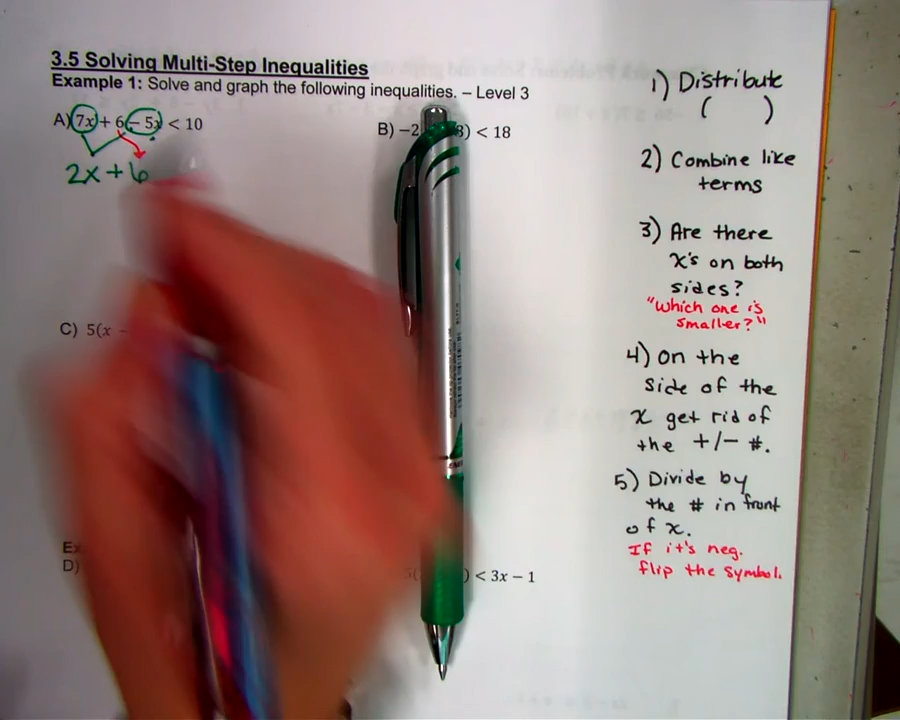 3.5 Solving Multi-Step Inequalities
Example 1: Solve and graph the following inequalities. – Level 3
A) 7x + 6 – 5x < 10
2x + 6
B) −2 3) < 18
C) 5(x −
D)
< 3x − 1
1) Distribute
( )
2) Combine like
terms
3) Are there
x's on both
sides?
"Which one is
smaller?"
4) On the
side of the
x get rid of
the +/− #.
5) Divide by
the # in front
of x.
If it's neg.
flip the symbol.